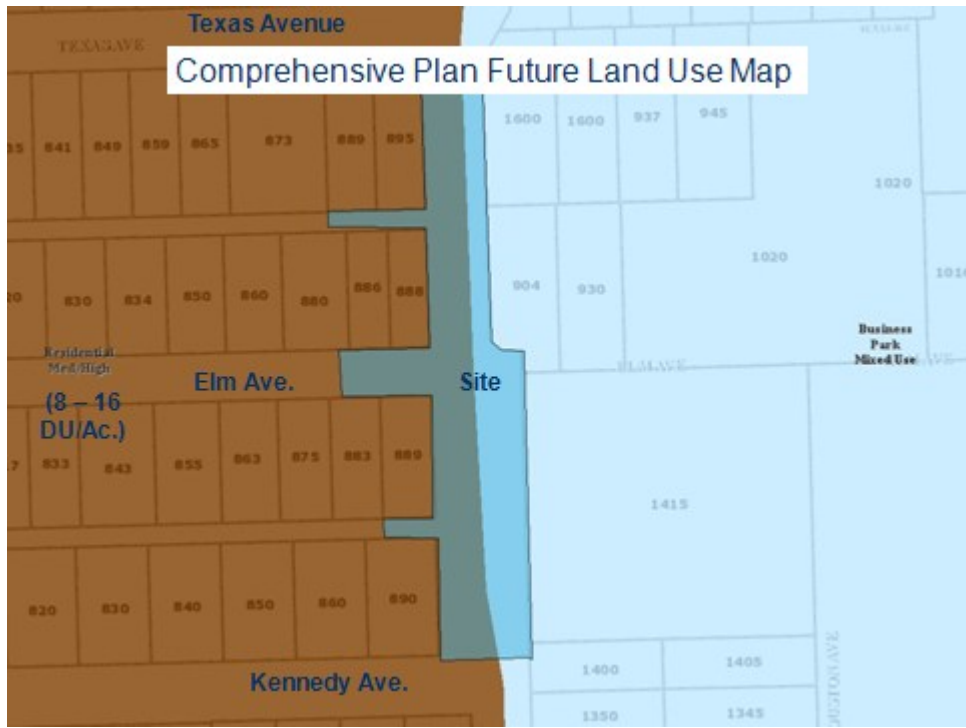 Texas Avenue
TEXAS AVE
Comprehensive Plan Future Land Use Map
841 849 859 865 873 889 895
1600 1600 937 945
1020
830 834 850 860 880 886 888
904 930 1020
Business
Park
Mixed Use
Residential
Med/High
(8 – 16
DU/Ac.)
Elm Ave.
Site
ELM AVE
833 843 855 863 875 883 889
1415
820 830 840 850 860 890
Kennedy Ave.
1400 1405
1350 1345